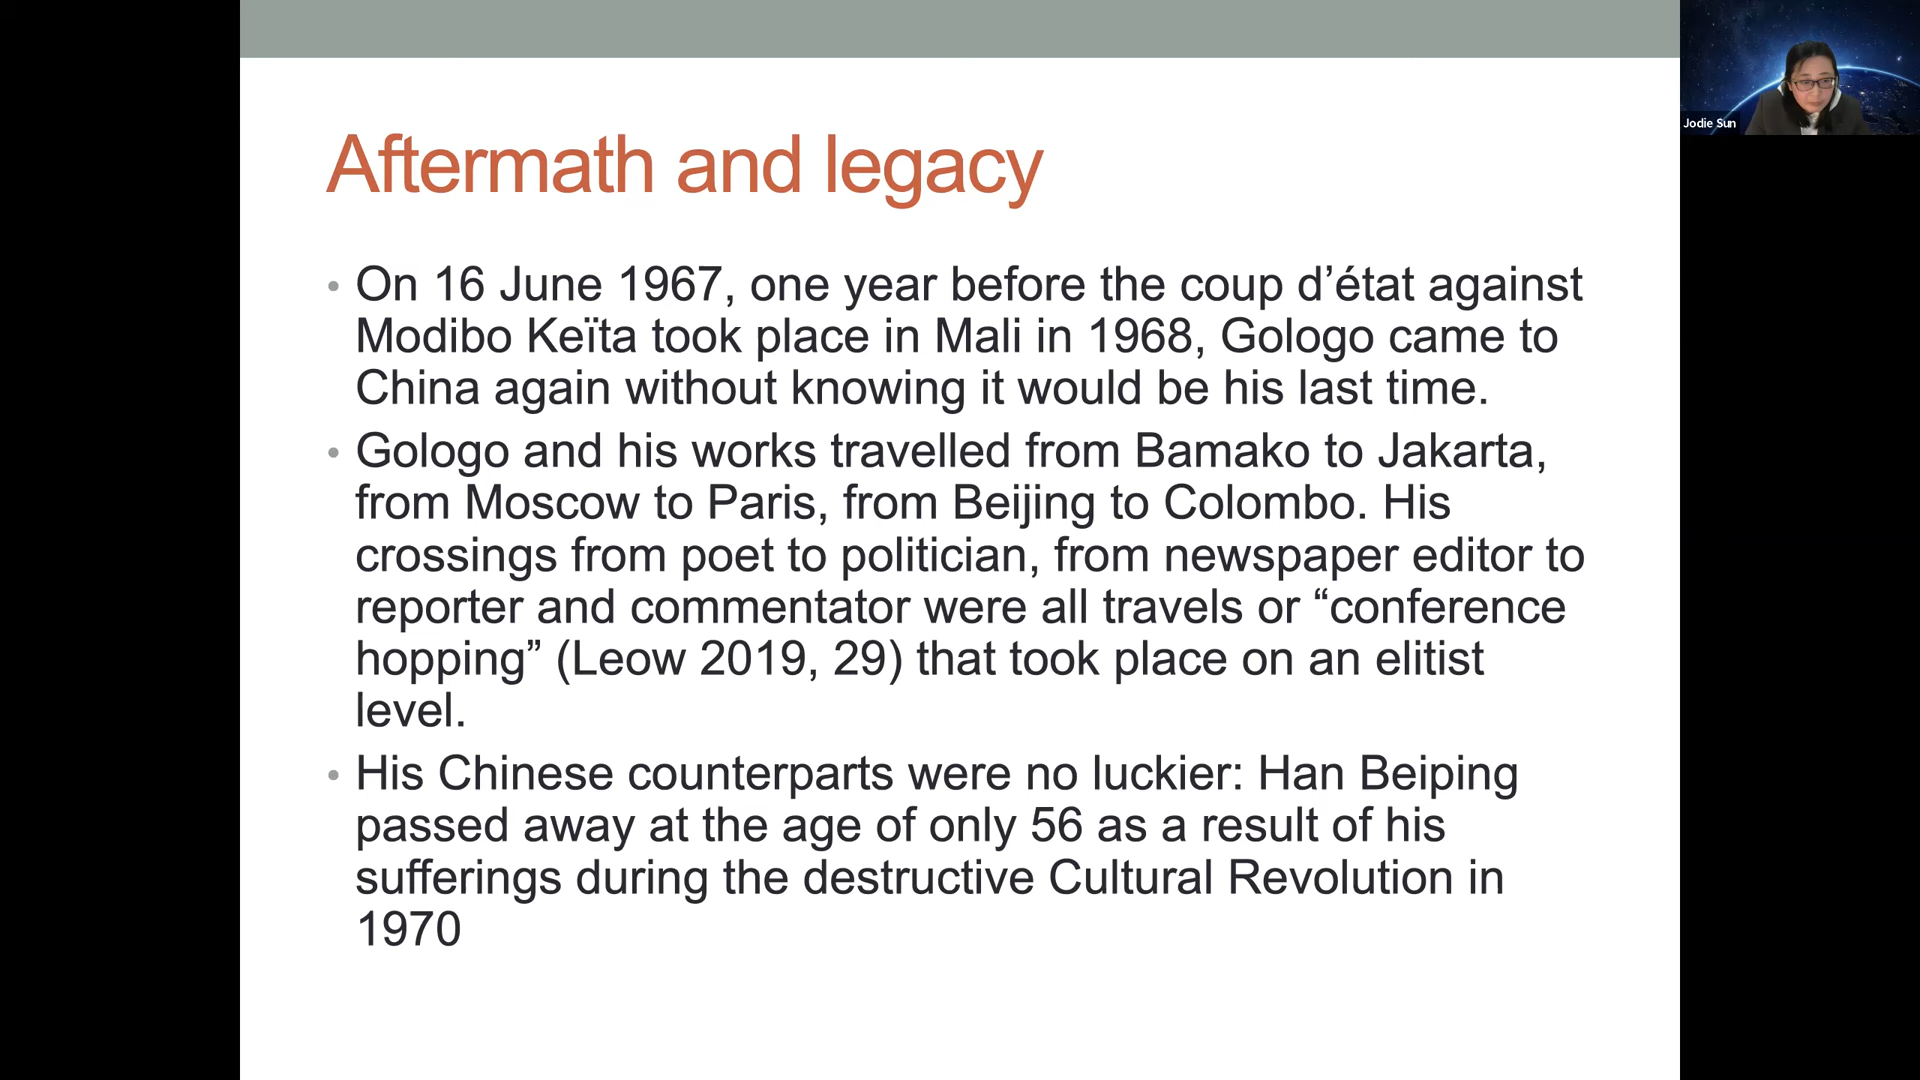 Aftermath and legacy
• On 16 June 1967, one year before the coup d’état against
Modibo Keïta took place in Mali in 1968, Gologo came to
China again without knowing it would be his last time.
• Gologo and his works travelled from Bamako to Jakarta,
from Moscow to Paris, from Beijing to Colombo. His
crossings from poet to politician, from newspaper editor to
reporter and commentator were all travels or “conference
hopping” (Leow 2019, 29) that took place on an elitist
level.
• His Chinese counterparts were no luckier: Han Beiping
passed away at the age of only 56 as a result of his
sufferings during the destructive Cultural Revolution in
1970
Jodie Sun